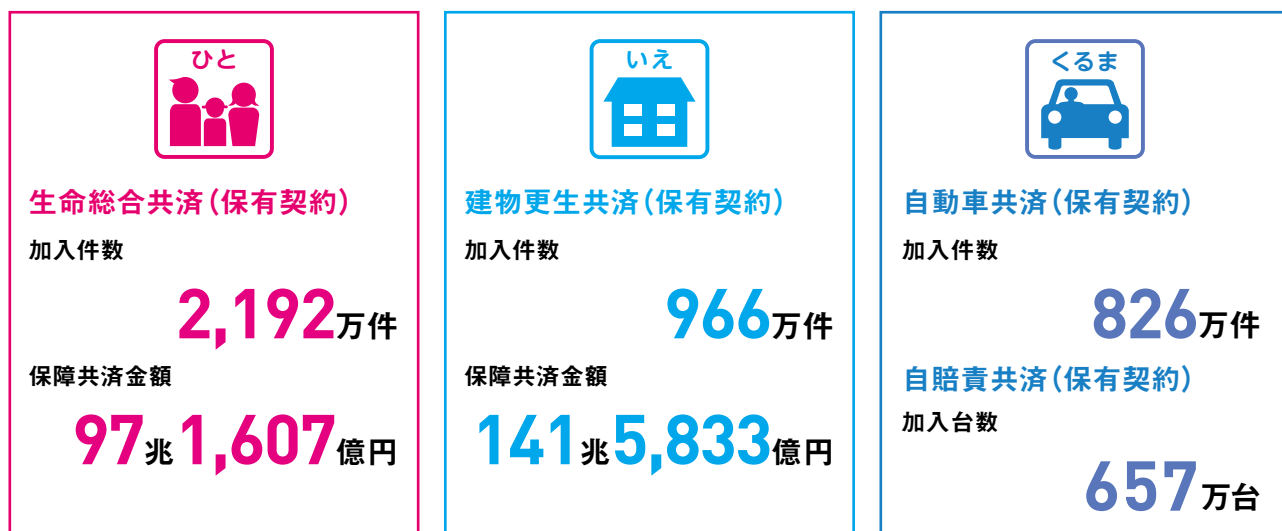 ひと
生命総合共済(保有契約)
加入件数
2,192万件
保障共済金額
97兆1,607億円
いえ
建物更生共済(保有契約)
加入件数
966万件
保障共済金額
141兆5,833億円
くるま
自動車共済(保有契約)
加入件数
826万件
自賠責共済(保有契約)
加入台数
657万台